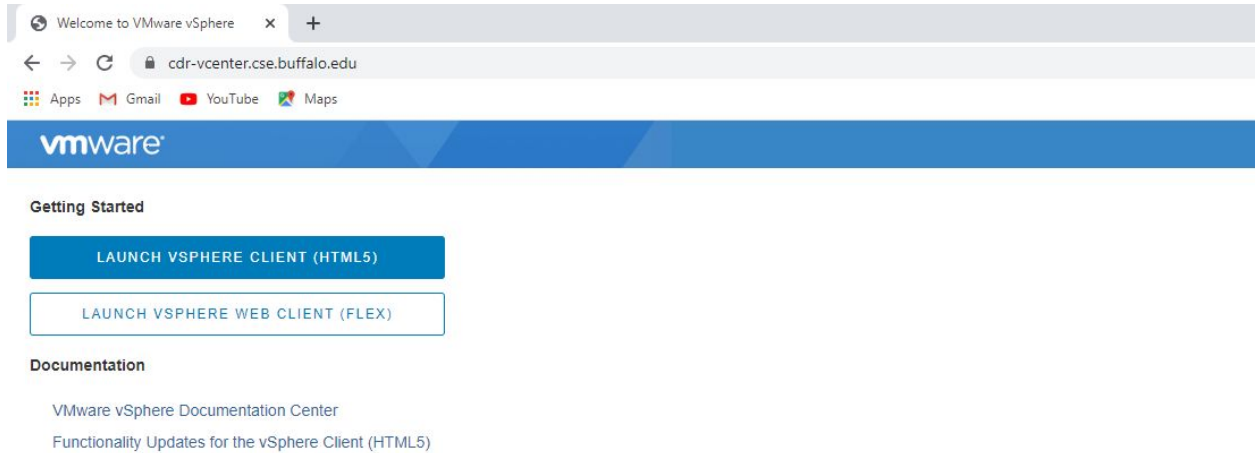 Welcome to VMware vSphere
cdr-vcenter.cse.buffalo.edu
Apps Gmail YouTube Maps
vmware
Getting Started
LAUNCH VSPHERE CLIENT (HTML5)
LAUNCH VSPHERE WEB CLIENT (FLEX)
Documentation
VMware vSphere Documentation Center
Functionality Updates for the vSphere Client (HTML5)